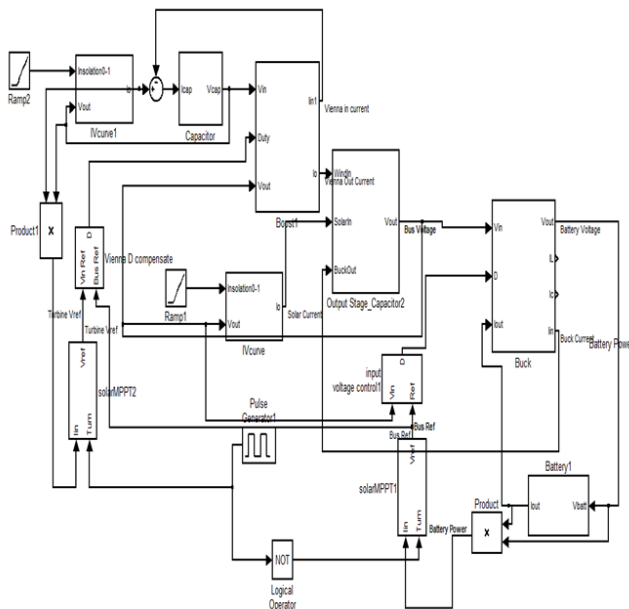 Ramp2
Insolation0-1
Io
Vout
IVcurve1
Icap
Vcap
Capacitor
Vin
Duty
Vout
Iin1
Io
Boost1
Vienna in current
Vienna Out Current
WindIn
SolarIn
BuckOut
Vout
Output Stage_Capacitor2
Bus Voltage
Vin
D
Iout
Vout
IL
Ic
Iin
Buck
Battery Voltage
Buck Current
Battery Power
Product1
x
D
Vin Ref
Bus Ref
Vienna D compensate
Turbine Vref
Turbine Vref
Vref
Iin
Turn
solarMPPT2
Ramp1
Insolation0-1
Io
Vout
IVcurve
Solar Current
D
Vin
Ref
input
voltage control1
Pulse
Generator1
Bus Ref
Bus Ref
Vref
Iin
Turn
solarMPPT1
Battery Power
Product
x
Battery1
Iout
Vbatt
NOT
Logical
Operator